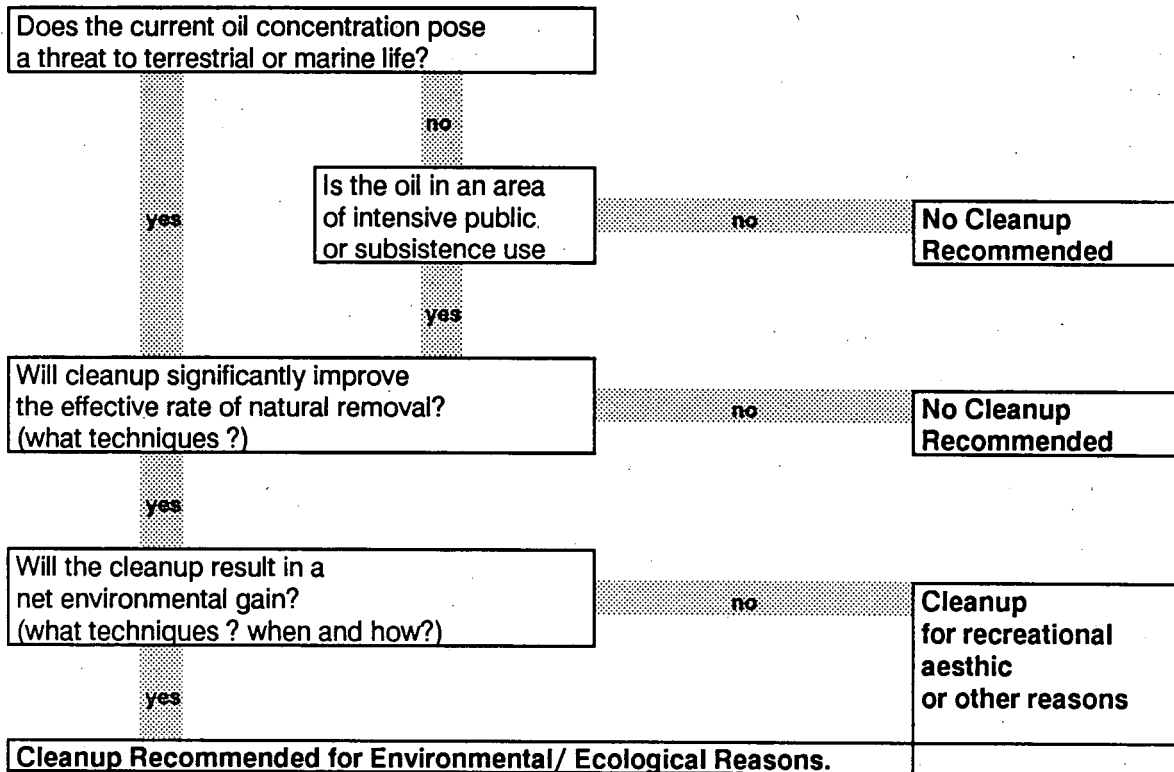 Does the current oil concentration pose
a threat to terrestrial or marine life?
no
Is the oil in an area
of intensive public
or subsistence use
yes
no
No Cleanup
Recommended
yes
Will cleanup significantly improve
the effective rate of natural removal?
(what techniques ?)
no
No Cleanup
Recommended
yes
Will the cleanup result in a
net environmental gain?
(what techniques ? when and how?)
no
Cleanup
for recreational
aesthic
or other reasons
yes
Cleanup Recommended for Environmental/ Ecological Reasons.